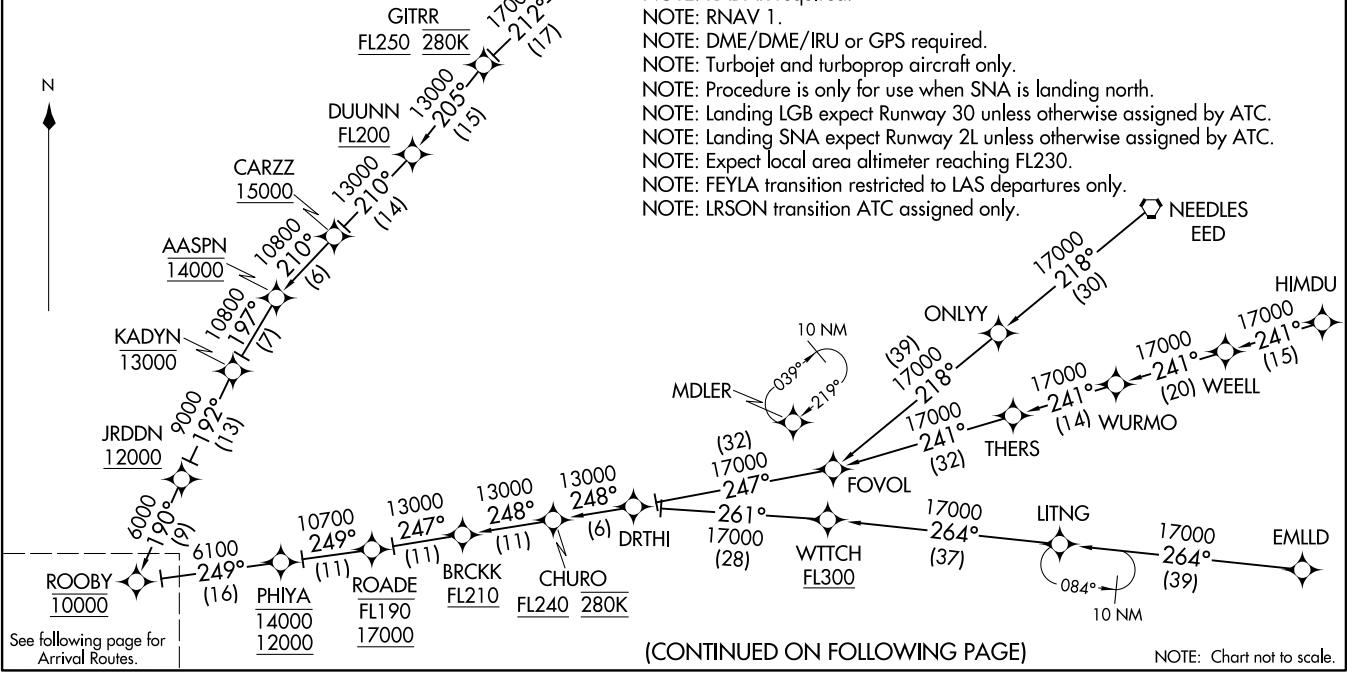 GITRR
FL250 280K
212°
(17)
NOTE: RNAV 1.
NOTE: DME/DME/IRU or GPS required.
NOTE: Turbojet and turboprop aircraft only.
NOTE: Procedure is only for use when SNA is landing north.
NOTE: Landing LGB expect Runway 30 unless otherwise assigned by ATC.
NOTE: Landing SNA expect Runway 2L unless otherwise assigned by ATC.
NOTE: Expect local area altimeter reaching FL230.
NOTE: FEYLA transition restricted to LAS departures only.
NOTE: LRSON transition ATC assigned only.
N
13000
205°
(15)
DUUNN
FL200
13000
210°
(14)
CARZZ
15000
10800
210°
(6)
AASPN
14000
10800
197°
(7)
KADYN
13000
9000
192°
(13)
JRDDN
12000
6000
190°
(9)
ROOBY
10000
See following page for
Arrival Routes.
6100
249°
(16)
PHIYA
14000
12000
10700
249°
(11)
ROADE
FL190
17000
13000
247°
(11)
BRCKK
FL210
13000
248°
(11)
CHURO
FL240 280K
13000
248°
(6)
DRTHI
(32)
17000
247°
261°
17000
(28)
MDLER
10 NM
039°
219°
FOVOL
(39)
17000
218°
ONLYY
17000
218°
(30)
NEEDLES
EED
17000
241°
(32)
THERS
17000
241°
(14)
WURMO
17000
241°
(20)
WEELL
17000
241°
(15)
HIMDU
WTTCH
FL300
17000
264°
(37)
LITNG
084°
10 NM
17000
264°
(39)
EMLLD
(CONTINUED ON FOLLOWING PAGE)
NOTE: Chart not to scale.